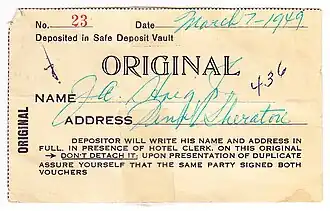 No. 23 Date March 7-1949
Deposited in Safe Deposit Vault
ORIGINAL
436
NAME J.A.
ADDRESS Sheraton
ORIGINAL
DEPOSITOR WILL WRITE HIS NAME AND ADDRESS IN
FULL. IN PRESENCE OF HOTEL CLERK. ON THIS ORIGINAL
→ DON'T DETACH IT: UPON PRESENTATION OF DUPLICATE
ASSURE YOURSELF THAT THE SAME PARTY SIGNED BOTH
VOUCHERS